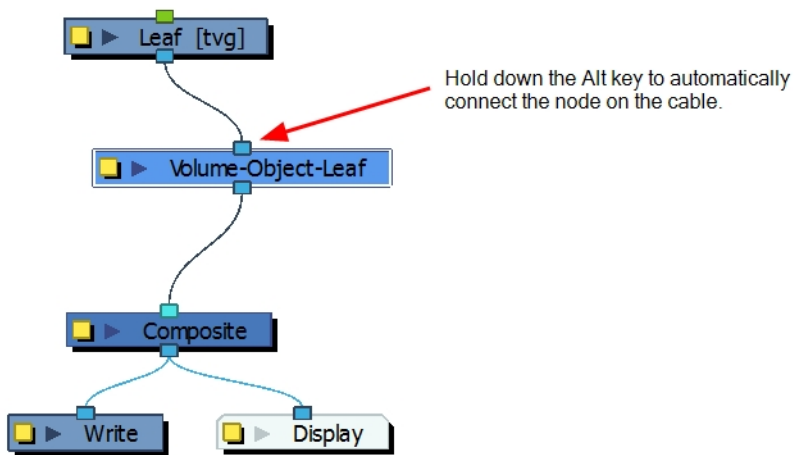 Leaf [tvg]
Hold down the Alt key to automatically
connect the node on the cable.
Volume-Object-Leaf
Composite
Write
Display